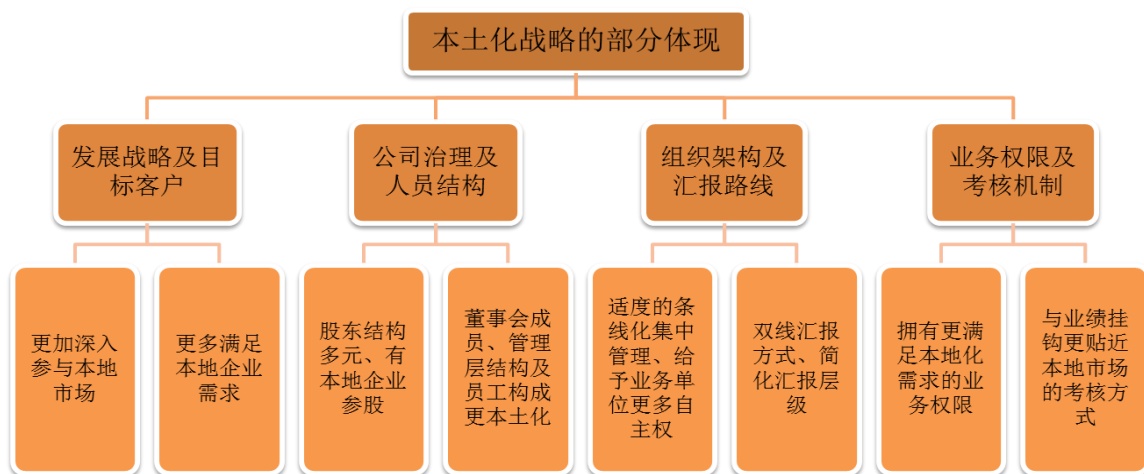 本土化战略的部分体现
发展战略及目
标客户
公司治理及
人员结构
组织架构及
汇报路线
业务权限及
考核机制
更加深入
参与本地
市场
更多满足
本地企业
需求
股东结构
多元、有
本地企业
参股
董事会成
员、管理
层结构及
员工构成
更本土化
适度的条
线化集中
管理、给
予业务单
位更多自
主权
双线汇报
方式、简
化汇报层
级
拥有更满
足本地化
需求的业
务权限
与业绩挂
钩更贴近
本地市场
的考核方
式